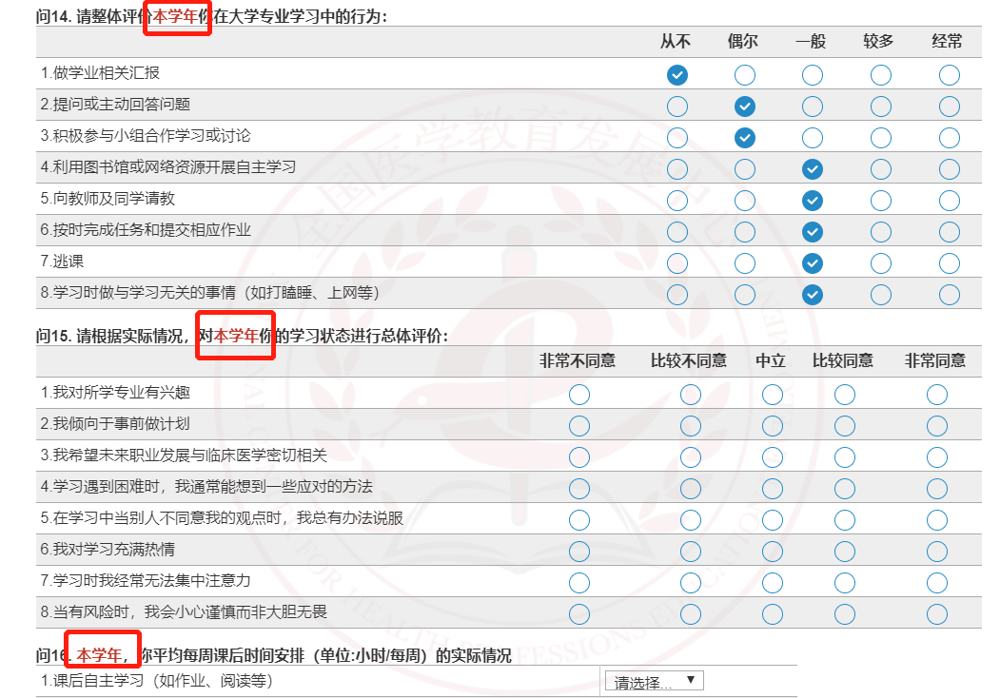 问14. 请整体评价本学年你在大学专业学习中的行为：
从不 偶尔 一般 较多 经常
1.做学业相关汇报
2.提问或主动回答问题
3.积极参与小组合作学习或讨论
4.利用图书馆或网络资源开展自主学习
5.向教师及同学请教
6.按时完成任务和提交相应作业
7.逃课
8.学习时做与学习无关的事情（如打瞌睡、上网等）
问15. 请根据实际情况，对本学年你的学习状态进行总体评价：
非常不同意 比较不同意 中立 比较同意 非常同意
1.我对所学专业有兴趣
2.我倾向于事前做计划
3.我希望未来职业发展与临床医学密切相关
4.学习遇到困难时，我通常能想到一些应对的方法
5.在学习中当别人不同意我的观点时，我总有办法说服
6.我对学习充满热情
7.学习时我经常无法集中注意力
8.当有风险时，我会小心谨慎而非大胆无畏
问16. 本学年，你平均每周课后时间安排（单位:小时/每周）的实际情况
1.课后自主学习（如作业、阅读等） 请选择...
全国医学教育发展中心